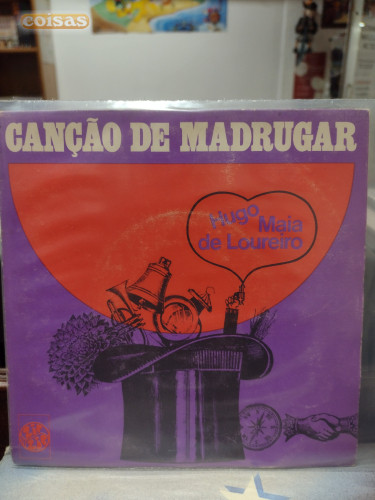 coisas
CANÇÃO DE MADRUGAR
Hugo
Maia
de Loureiro